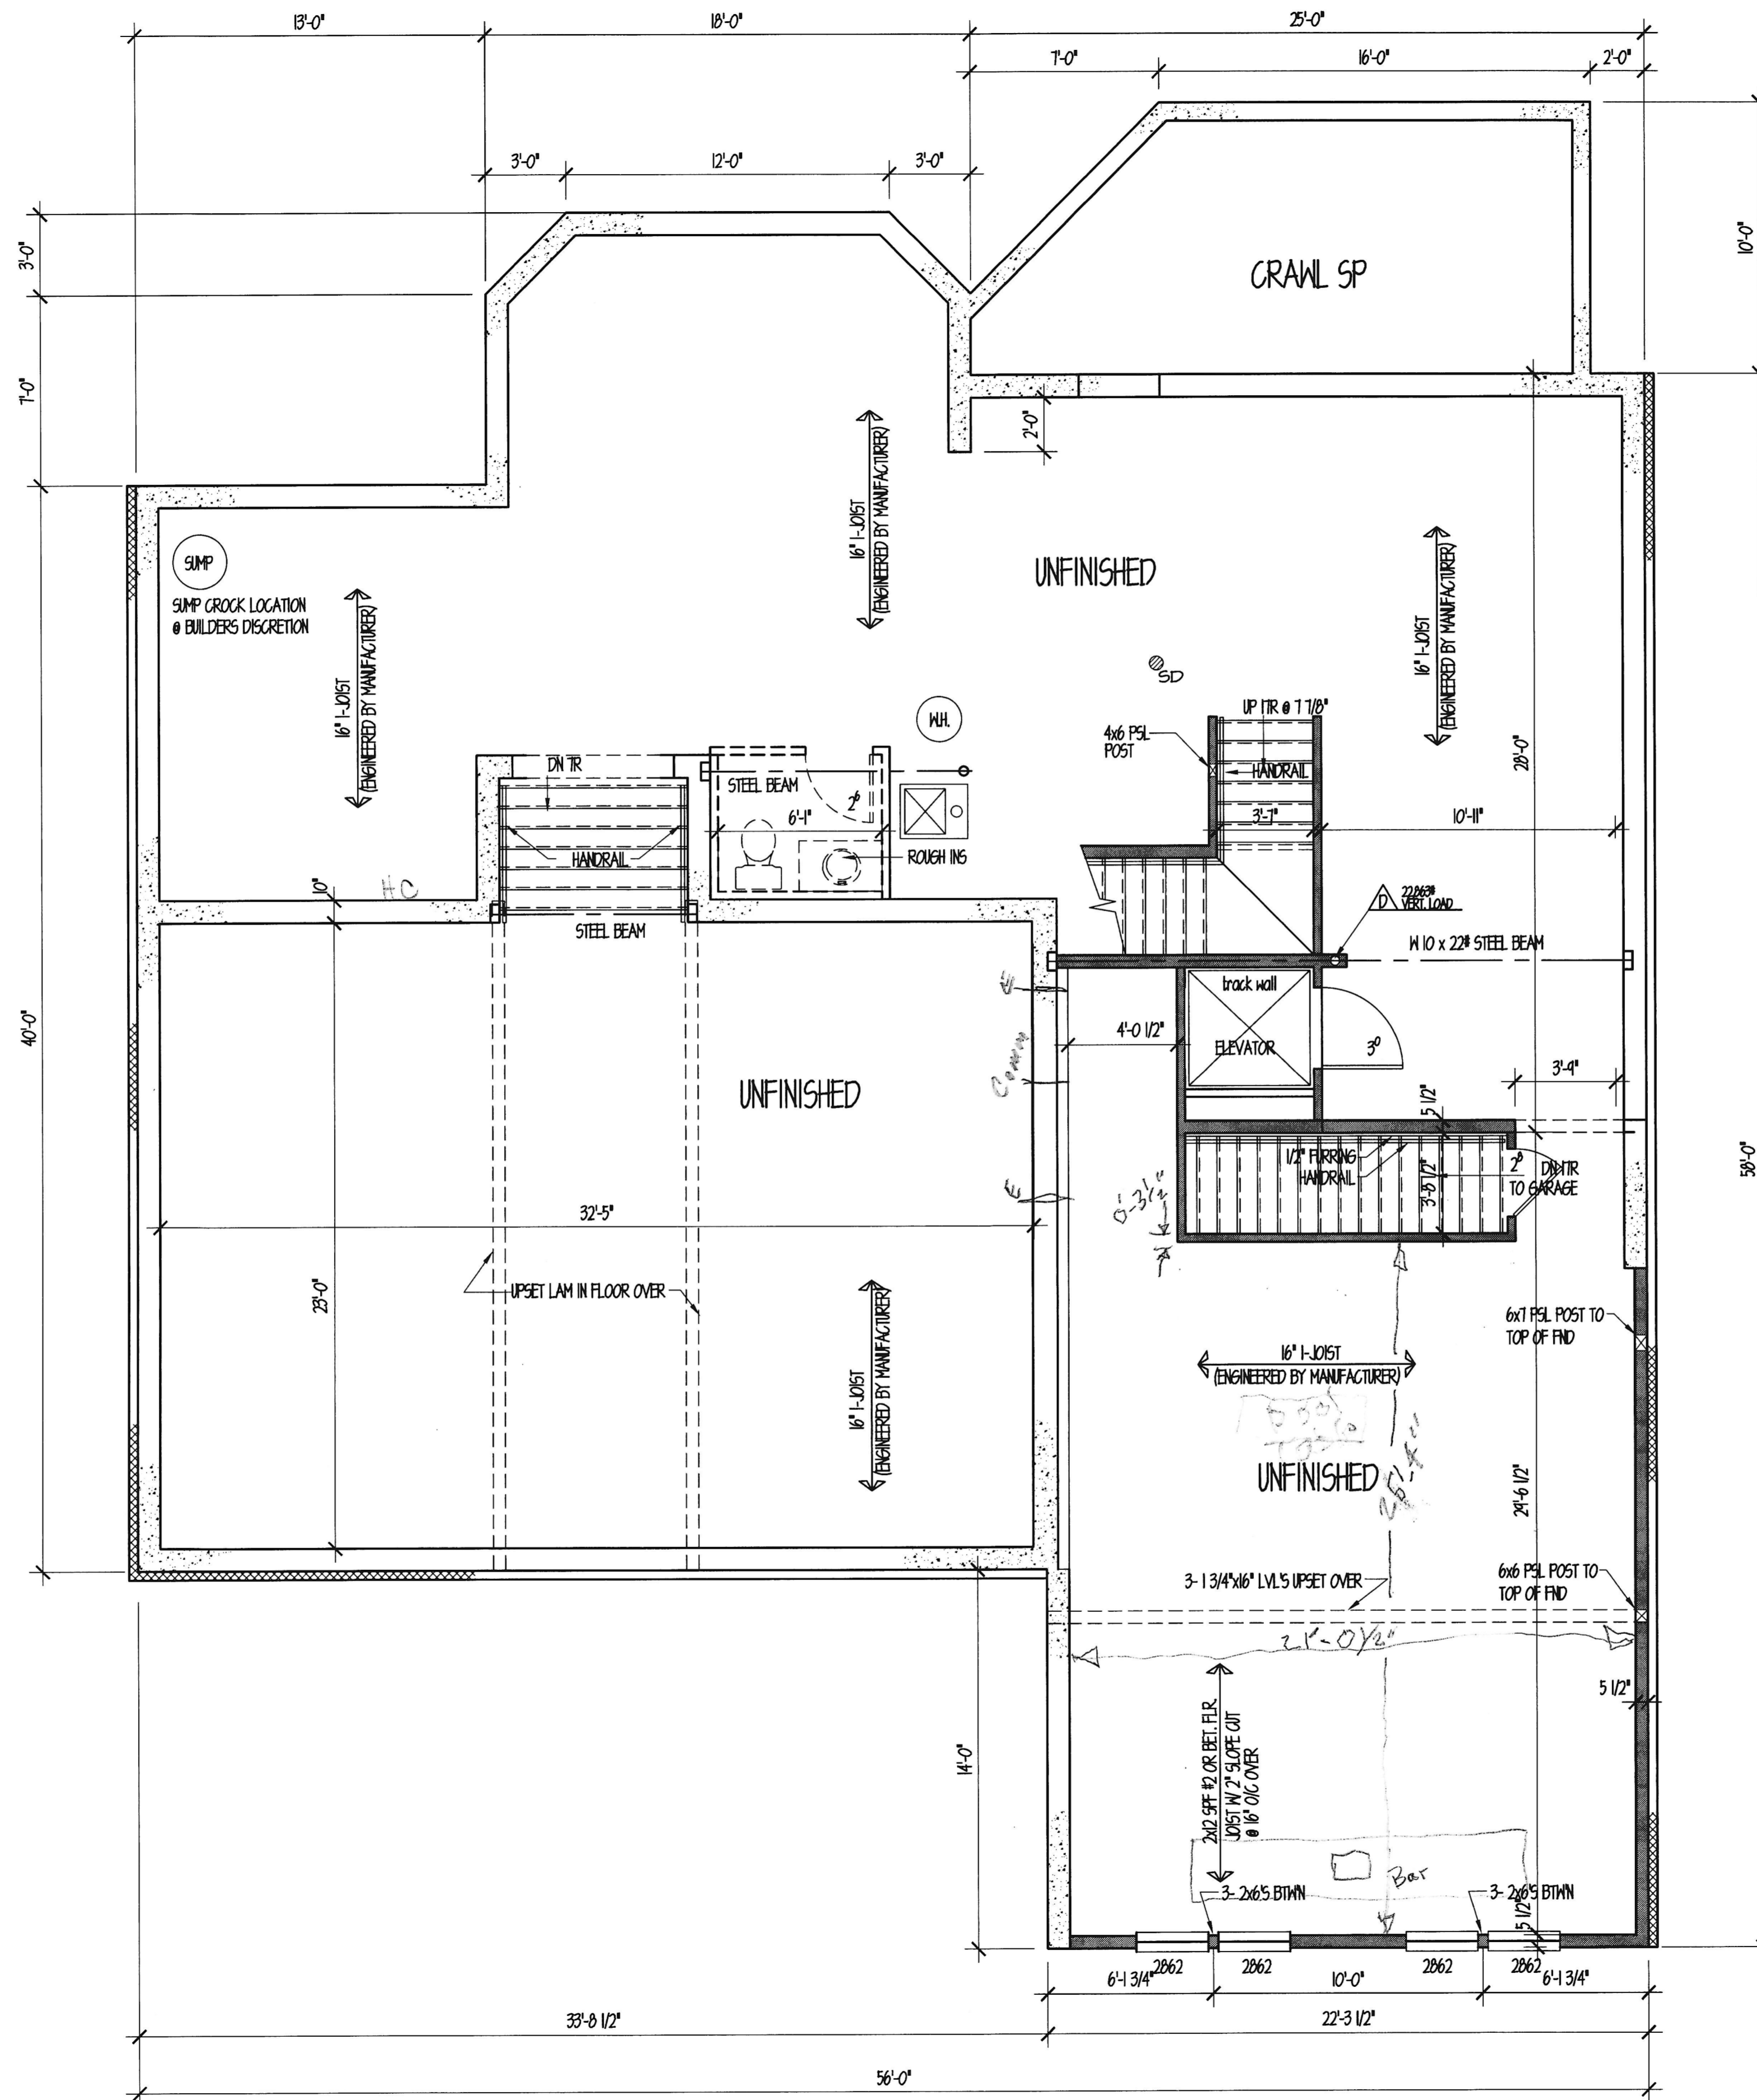 13'-0"
18'-0"
25'-0"
7'-0"
16'-0"
2'-0"
3'-0"
12'-0"
3'-0"
3'-0"
7'-0"
10'-0"
CRAWL SP
2'-0"
16" I-JOIST
(ENGINEERED BY MANUFACTURER)
UNFINISHED
16" I-JOIST
(ENGINEERED BY MANUFACTURER)
SUMP
SUMP CROCK LOCATION
@ BUILDERS DISCRETION
16" I-JOIST
(ENGINEERED BY MANUFACTURER)
SD
W.H.
UP 17R @ 7 7/8"
4x6 PSL
POST
HANDRAIL
3'-7"
10'-11"
28'-0"
DN 7R
HANDRAIL
STEEL BEAM
2⁶
6'-1"
ROUGH INS
10"
HC
STEEL BEAM
D
22,863#
VERT. LOAD
W 10 x 22# STEEL BEAM
track wall
ELEVATOR
3⁰
4'-0 1/2"
3'-9"
Comm
40'-0"
UNFINISHED
5 1/2"
1/2" FURRING
HANDRAIL
3'-8 1/2"
2⁸
DN 17R
TO GARAGE
58'-0"
32'-5"
23'-0"
UPSET LAM IN FLOOR OVER
16" I-JOIST
(ENGINEERED BY MANUFACTURER)
6x7 PSL POST TO
TOP OF FND
16" I-JOIST
(ENGINEERED BY MANUFACTURER)
UNFINISHED
29'-6 1/2"
3- 1 3/4"x16" LVL'S UPSET OVER
6x6 PSL POST TO
TOP OF FND
21'-0 1/2"
5 1/2"
14'-0"
2x12 SPF #2 OR BET. FLR.
JOIST W/ 2" SLOPE CUT
@ 16" O/C OVER
Bar
3- 2x6'S BTWN
3- 2x6'S BTWN
5 1/2"
2862
2862
2862
2862
6'-1 3/4"
10'-0"
6'-1 3/4"
33'-8 1/2"
22'-3 1/2"
56'-0"